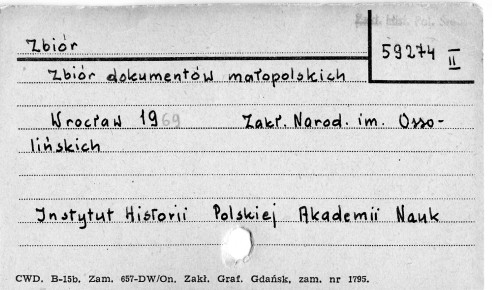 Zbiór
59274 II
Zbiór dokumentów małopolskich
Wrocław 1969 Zakł. Narod. im. Osso-
lińskich
Instytut Historii Polskiej Akademii Nauk
CWD. B-15b. Zam. 657-DW/On. Zakł. Graf. Gdańsk, zam. nr 1795.